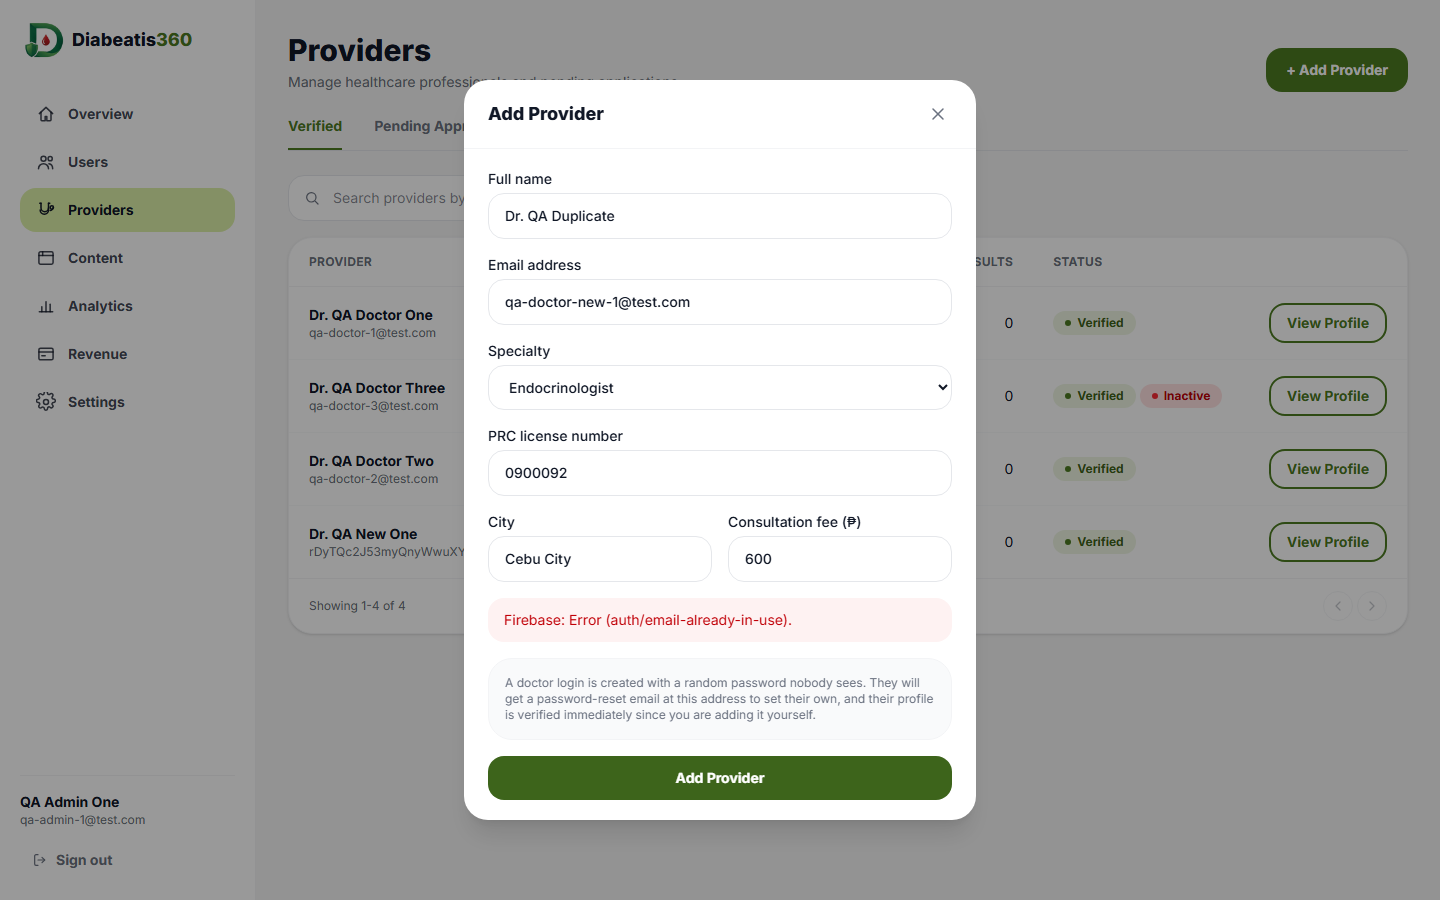 Diabeatis360
Overview
Users
Providers
Content
Analytics
Revenue
Settings
QA Admin One
qa-admin-1@test.com
Sign out
Providers
Manage healthcare professionals and pending applications
+ Add Provider
Verified
Pending Appr
Search providers by
PROVIDER
SULTS
STATUS
Dr. QA Doctor One
qa-doctor-1@test.com
0
Verified
View Profile
Dr. QA Doctor Three
qa-doctor-3@test.com
0
Verified
Inactive
View Profile
Dr. QA Doctor Two
qa-doctor-2@test.com
0
Verified
View Profile
Dr. QA New One
rDyTQc2J53myQnyWwuXY
0
Verified
View Profile
Showing 1-4 of 4
Add Provider
Full name
Dr. QA Duplicate
Email address
qa-doctor-new-1@test.com
Specialty
Endocrinologist
PRC license number
0900092
City
Consultation fee (₱)
Cebu City
600
Firebase: Error (auth/email-already-in-use).
A doctor login is created with a random password nobody sees. They will
get a password-reset email at this address to set their own, and their profile
is verified immediately since you are adding it yourself.
Add Provider